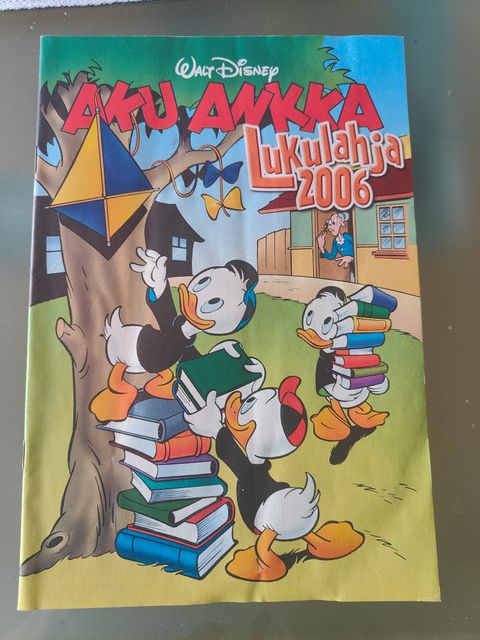 Walt Disney
AKU ANKKA
Lukulahja
2006